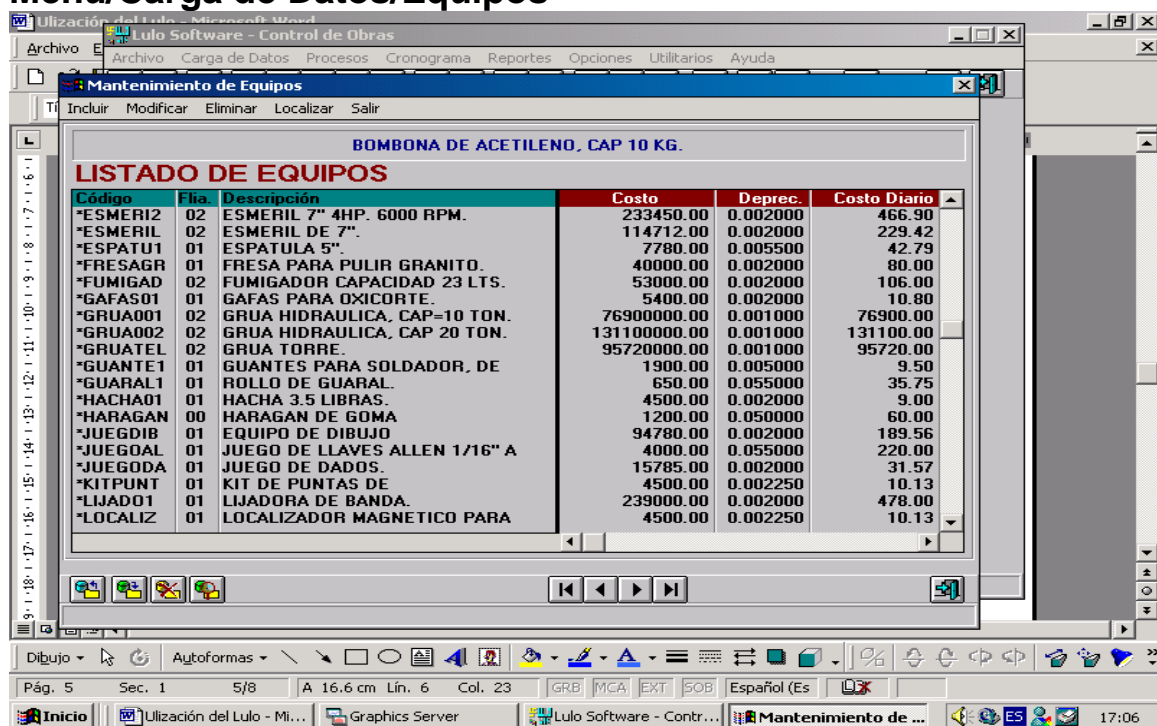 Menú/Carga de Datos/Equipos
Ulización del Lulo - Microsoft Word
Lulo Software - Control de Obras
Archivo E
Archivo Carga de Datos Procesos Cronograma Reportes Opciones Utilitarios Ayuda
Mantenimiento de Equipos
Incluir Modificar Eliminar Localizar Salir
BOMBONA DE ACETILENO, CAP 10 KG.
LISTADO DE EQUIPOS
Código Flia. Descripción Costo Deprec. Costo Diario
*ESMERI2 02 ESMERIL 7" 4HP. 6000 RPM. 233450.00 0.002000 466.90
*ESMERIL 02 ESMERIL DE 7". 114712.00 0.002000 229.42
*ESPATU1 01 ESPATULA 5". 7780.00 0.005500 42.79
*FRESAGR 01 FRESA PARA PULIR GRANITO. 40000.00 0.002000 80.00
*FUMIGAD 02 FUMIGADOR CAPACIDAD 23 LTS. 53000.00 0.002000 106.00
*GAFAS01 01 GAFAS PARA OXICORTE. 5400.00 0.002000 10.80
*GRUA001 02 GRUA HIDRAULICA, CAP=10 TON. 76900000.00 0.001000 76900.00
*GRUA002 02 GRUA HIDRAULICA, CAP 20 TON. 131100000.00 0.001000 131100.00
*GRUATEL 02 GRUA TORRE. 95720000.00 0.001000 95720.00
*GUANTE1 01 GUANTES PARA SOLDADOR, DE 1900.00 0.005000 9.50
*GUARAL1 01 ROLLO DE GUARAL. 650.00 0.055000 35.75
*HACHA01 01 HACHA 3.5 LIBRAS. 4500.00 0.002000 9.00
*HARAGAN 00 HARAGAN DE GOMA 1200.00 0.050000 60.00
*JUEGDIB 01 EQUIPO DE DIBUJO 94780.00 0.002000 189.56
*JUEGOAL 01 JUEGO DE LLAVES ALLEN 1/16" A 4000.00 0.055000 220.00
*JUEGODA 01 JUEGO DE DADOS. 15785.00 0.002000 31.57
*KITPUNT 01 KIT DE PUNTAS DE 4500.00 0.002250 10.13
*LIJADO1 01 LIJADORA DE BANDA. 239000.00 0.002000 478.00
*LOCALIZ 01 LOCALIZADOR MAGNETICO PARA 4500.00 0.002250 10.13
Dibujo Autoformas
Pág. 5 Sec. 1 5/8 A 16.6 cm Lín. 6 Col. 23 GRB MCA EXT SOB Español (Es
Inicio Ulización del Lulo - Mi... Graphics Server Lulo Software - Contr... Mantenimiento de ... ES 17:06